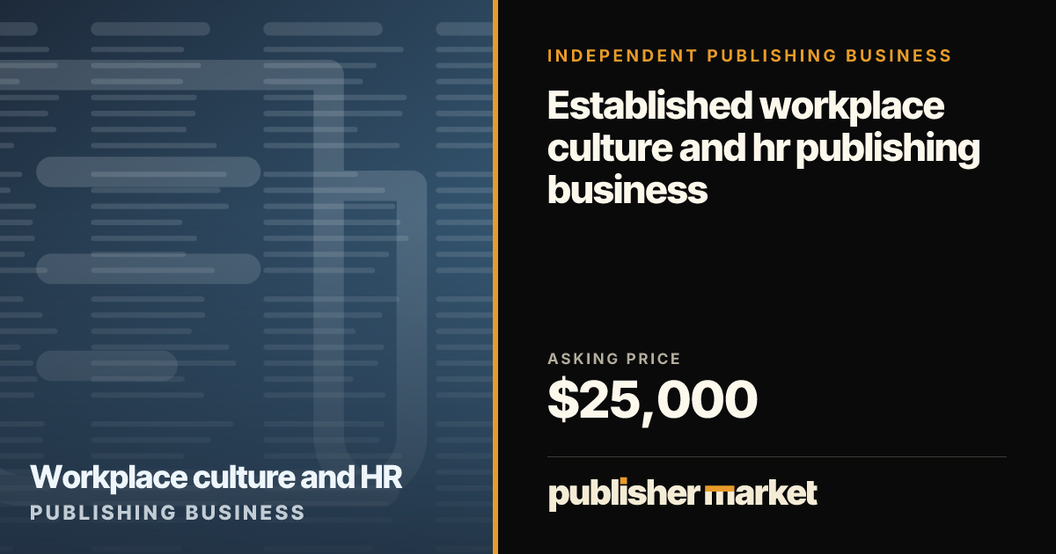 Workplace culture and HR
PUBLISHING BUSINESS
INDEPENDENT PUBLISHING BUSINESS
Established workplace
culture and hr publishing
business
ASKING PRICE
$25,000
publisher market